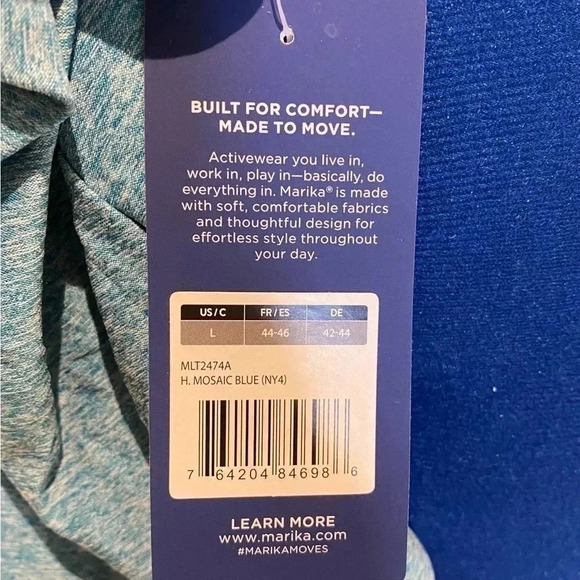 BUILT FOR COMFORT—
MADE TO MOVE.
Activewear you live in,
work in, play in—basically, do
everything in. Marika® is made
with soft, comfortable fabrics
and thoughtful design for
effortless style throughout
your day.
US / C FR / ES DE
L 44-46 42-44
MLT2474A
H. MOSAIC BLUE (NY4)
7 64204 84698 6
LEARN MORE
www.marika.com
#MARIKAMOVES